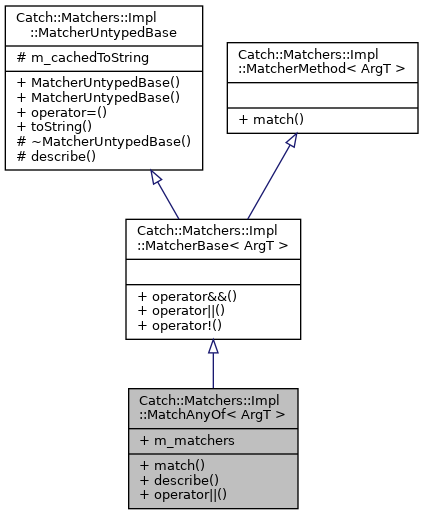 Catch::Matchers::Impl
::MatcherUntypedBase
# m_cachedToString
+ MatcherUntypedBase()
+ MatcherUntypedBase()
+ operator=()
+ toString()
# ~MatcherUntypedBase()
# describe()
Catch::Matchers::Impl
::MatcherMethod< ArgT >
+ match()
Catch::Matchers::Impl
::MatcherBase< ArgT >
+ operator&&()
+ operator||()
+ operator!()
Catch::Matchers::Impl
::MatchAnyOf< ArgT >
+ m_matchers
+ match()
+ describe()
+ operator||()